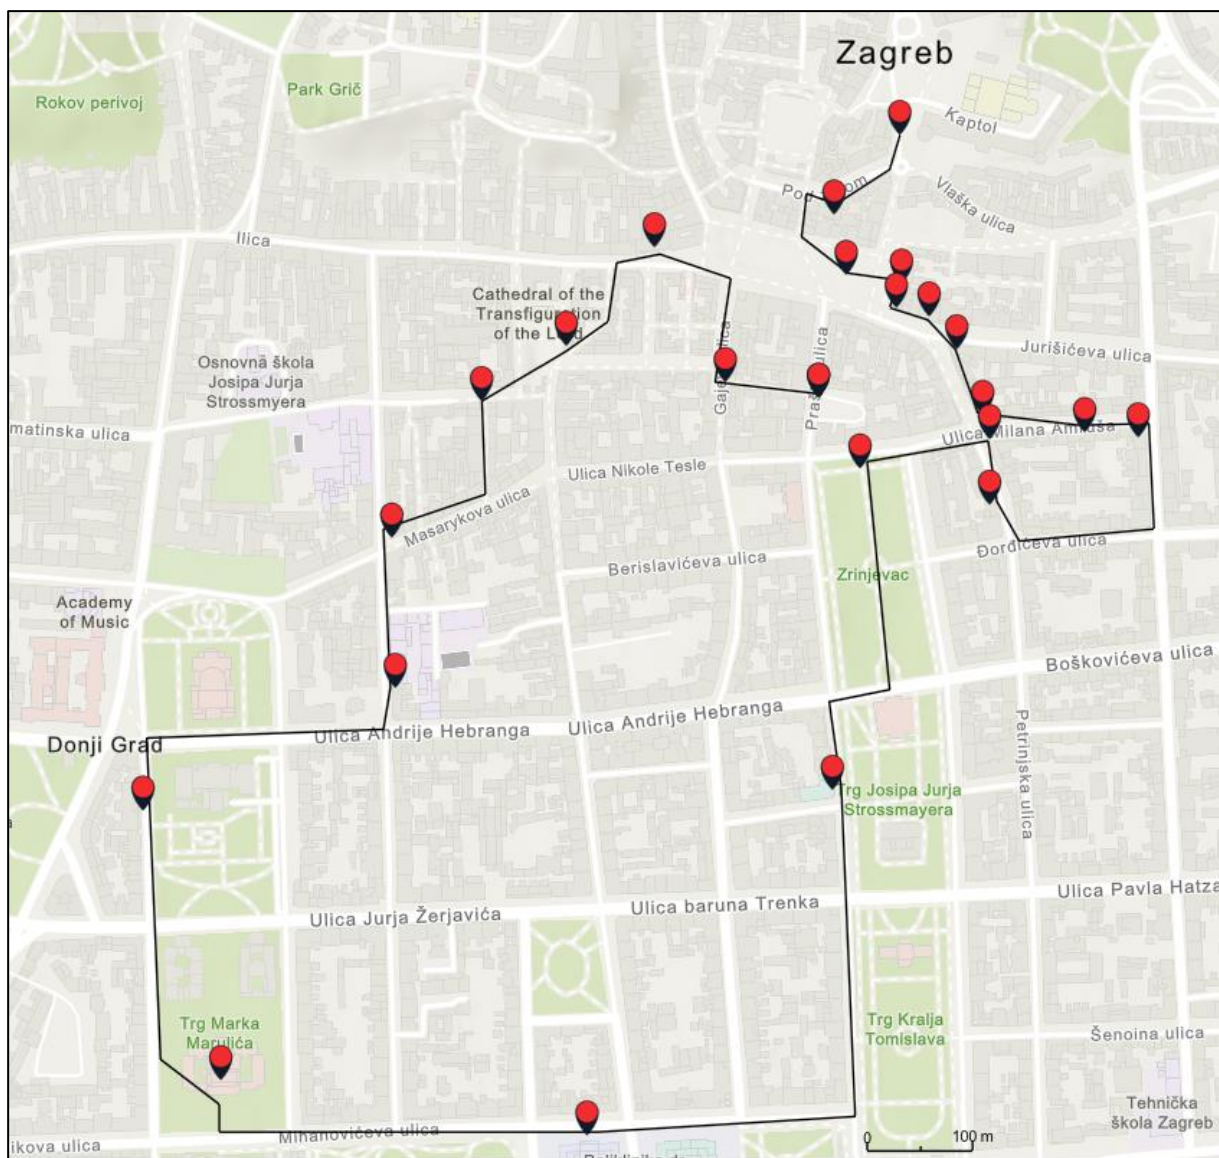 Zagreb
Rokov perivoj
Park Grič
Kaptol
Vlaška ulica
Ilica
Cathedral of the
Transfiguration
of the
Osnovna škola
Josipa Jurja
Strossmyera
Jurišićeva ulica
matinska ulica
Ulica Milana
Masarykova ulica
Ulica Nikole Tesle
Berislavićeva ulica
Đorđićeva ulica
Zrinjevac
Academy
of Music
Boškovićeva ulica
Donji Grad
Ulica Andrije Hebranga
Ulica Andrije Hebranga
Petrinjska ulica
Trg Josipa Jurja
Strossmayera
Ulica Jurja Žerjavića
Ulica baruna Trenka
Ulica Pavla Hatza
Trg Marka
Marulića
Trg Kralja
Tomislava
Šenoina ulica
Tehnička
škola Zagreb
ikova ulica
Mihanovićeva ulica
0 100 m